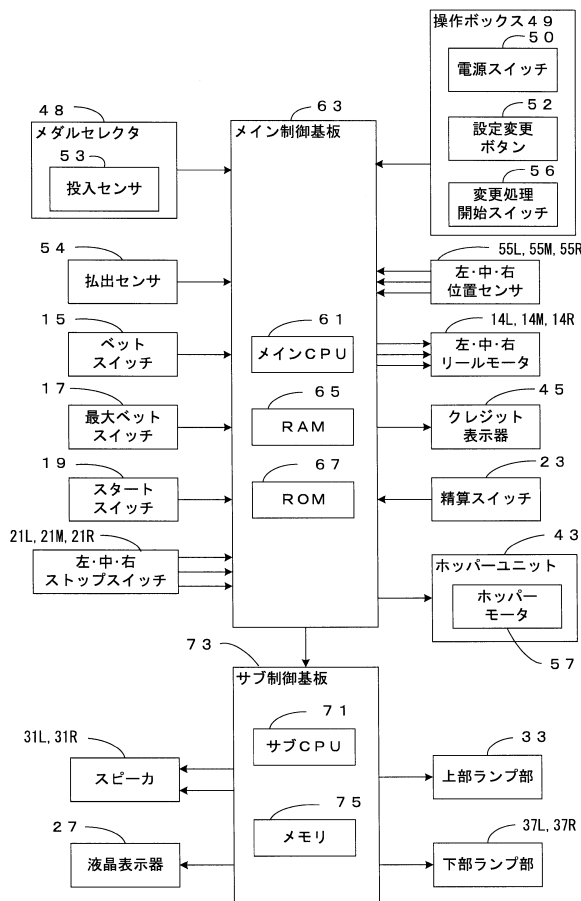 操作ボックス４９
５０
電源スイッチ
５２
設定変更
ボタン
５６
変更処理
開始スイッチ
４８
メダルセレクタ
５３
投入センサ
６３
メイン制御基板
５４
払出センサ
55L, 55M, 55R
左・中・右
位置センサ
１５
ベット
スイッチ
６１
メインＣＰＵ
14L, 14M, 14R
左・中・右
リールモータ
１７
最大ベット
スイッチ
６５
ＲＡＭ
４５
クレジット
表示器
１９
スタート
スイッチ
６７
ＲＯＭ
２３
精算スイッチ
21L, 21M, 21R
左・中・右
ストップスイッチ
４３
ホッパーユニット
ホッパー
モータ
５７
７３
サブ制御基板
７１
サブＣＰＵ
31L, 31R
スピーカ
３３
上部ランプ部
７５
メモリ
２７
液晶表示器
37L, 37R
下部ランプ部